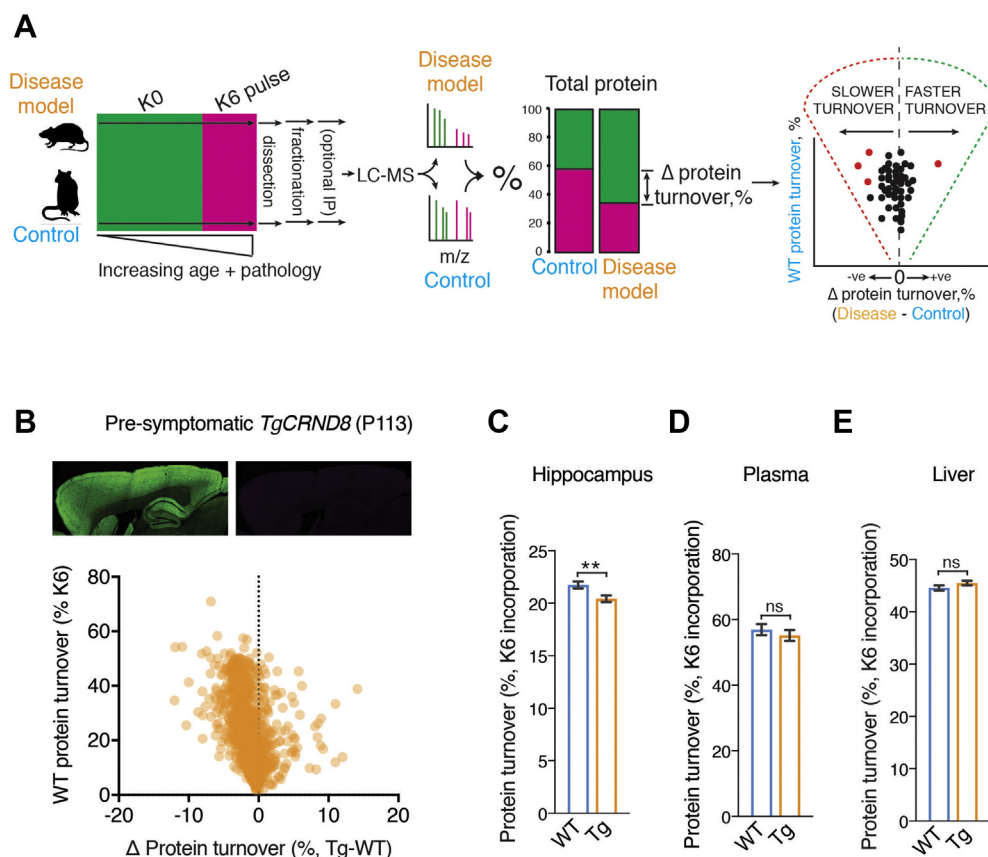 A
Disease
model
Control
K0
K6 pulse
dissection
fractionation
(optional IP)
Increasing age + pathology
LC-MS
Disease
model
m/z
Control
%
Total protein
100
80
60
40
20
0
Control
Disease
model
Δ protein
turnover,%
SLOWER
TURNOVER
FASTER
TURNOVER
WT protein turnover, %
-ve
0
+ve
Δ protein turnover,%
(Disease - Control)
B
Pre-symptomatic TgCRND8 (P113)
WT protein turnover (% K6)
80
60
40
20
0
-20
-10
0
10
20
Δ Protein turnover (%, Tg-WT)
C
Hippocampus
Protein turnover (%, K6 incorporation)
25
20
15
10
5
0
**
WT
Tg
D
Plasma
Protein turnover (%, K6 incorporation)
80
60
40
20
0
ns
WT
Tg
E
Liver
Protein turnover (%, K6 incorporation)
50
40
30
20
10
0
ns
WT
Tg